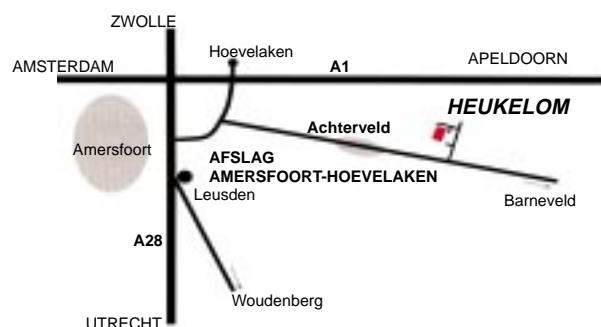 ZWOLLE
Hoevelaken
AMSTERDAM
A1
APELDOORN
HEUKELOM
Achterveld
Amersfoort
AFSLAG
AMERSFOORT-HOEVELAKEN
Leusden
Barneveld
A28
Woudenberg
UTRECHT